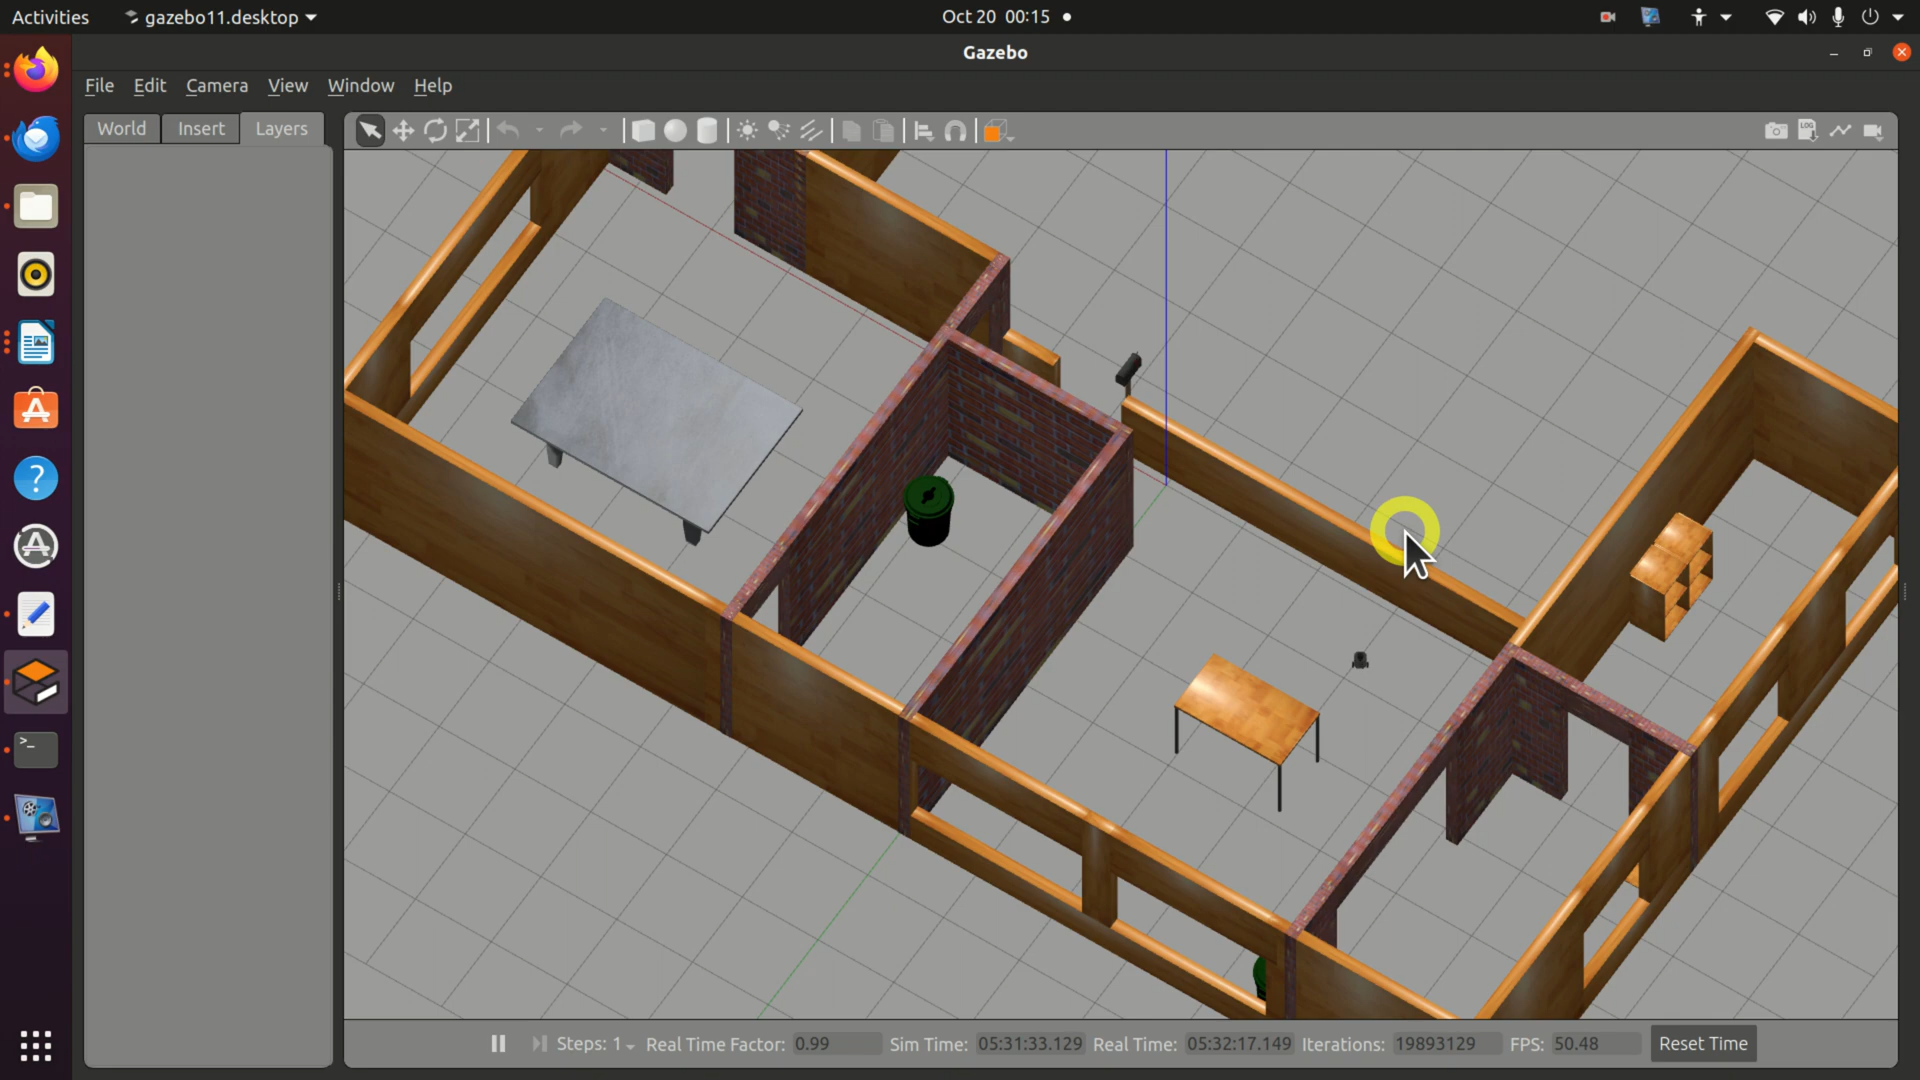 Activities gazebo11.desktop Oct 20 00:15
Gazebo
File Edit Camera View Window Help
World Insert Layers
LOG
Steps: 1 Real Time Factor: 0.99 Sim Time: 05:31:33.129 Real Time: 05:32:17.149 Iterations: 19893129 FPS: 50.48 Reset Time